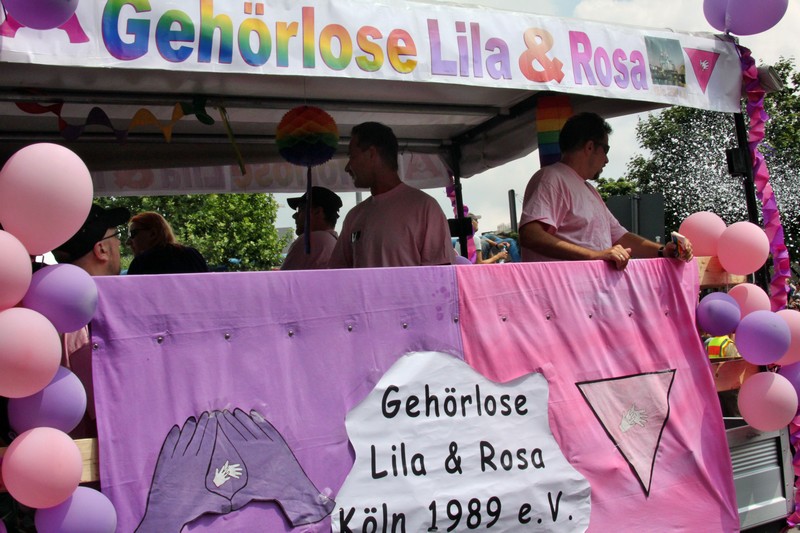 Gehörlose Lila & Rosa
Gehörlose
Lila & Rosa
Köln 1989 e.V.